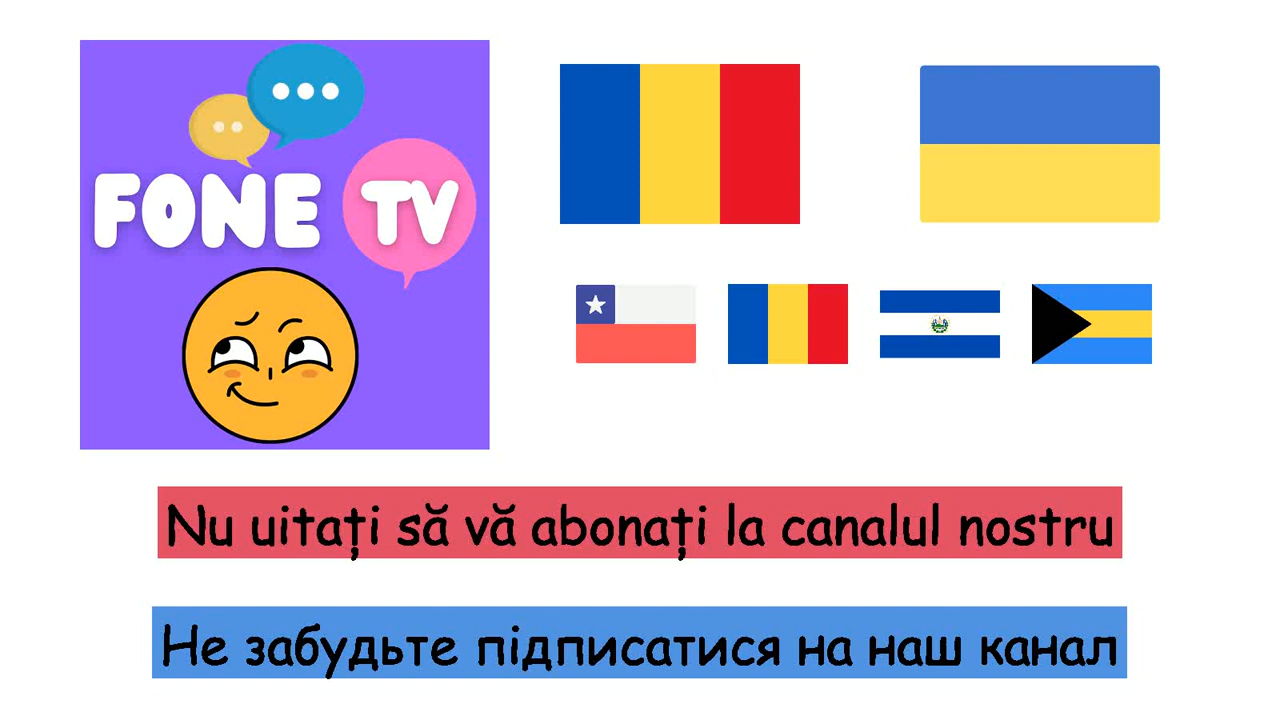 FONE TV
Nu uitați să vă abonați la canalul nostru
Не забудьте підписатися на наш канал